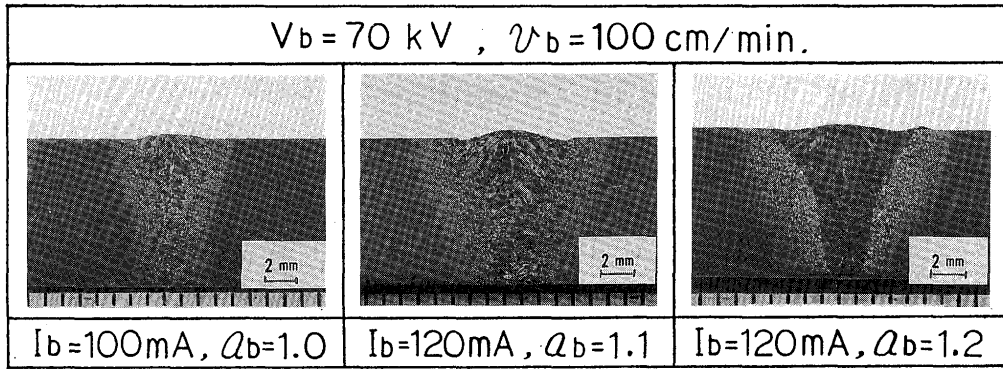 Vb=70 kV , vb=100 cm/min.
2 mm
2 mm
2 mm
Ib=100mA, ab=1.0
Ib=120mA, ab=1.1
Ib=120mA, ab=1.2